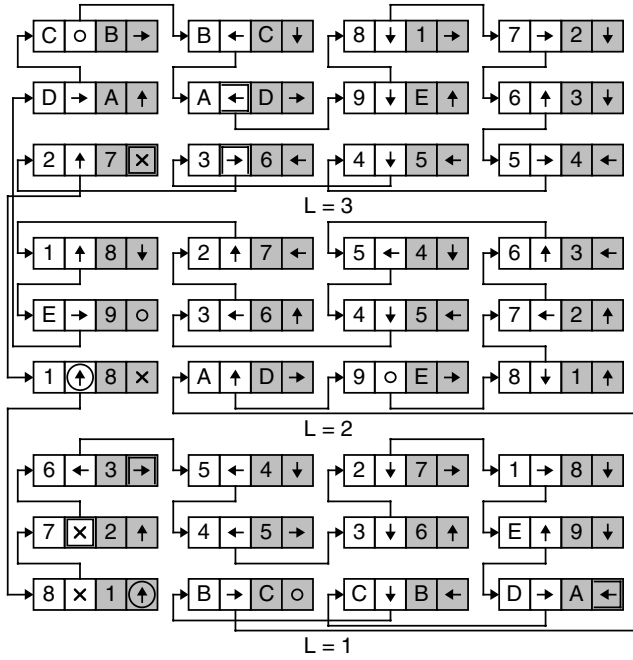 C ○ B → B ← C ↓ 8 ↓ 1 → 7 → 2 ↓
D → A ↑ A ← D → 9 ↓ E ↑ 6 ↑ 3 ↓
2 ↑ 7 × 3 → 6 ← 4 ↓ 5 ← 5 → 4 ←
L = 3
1 ↑ 8 ↓ 2 ↑ 7 ← 5 ← 4 ↓ 6 ↑ 3 ←
E → 9 ○ 3 ← 6 ↑ 4 ↓ 5 ← 7 ← 2 ↑
1 ↑ 8 × A ↑ D → 9 ○ E → 8 ↓ 1 ↑
L = 2
6 ← 3 → 5 ← 4 ↓ 2 ↓ 7 → 1 → 8 ↓
7 × 2 ↑ 4 ← 5 → 3 ↓ 6 ↑ E ↑ 9 ↓
8 × 1 ↑ B → C ○ C ↓ B ← D → A ←
L = 1